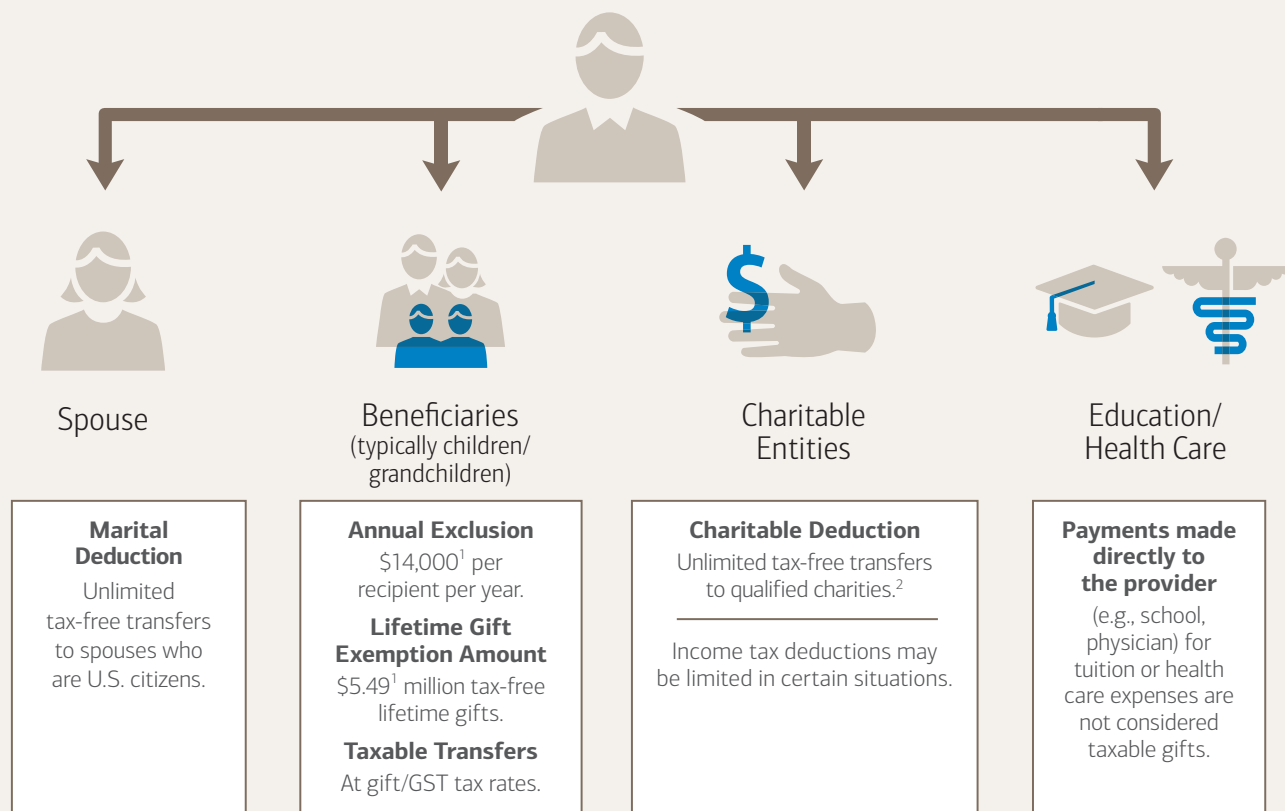 Spouse
Marital
Deduction
Unlimited
tax-free transfers
to spouses who
are U.S. citizens.
Beneficiaries
(typically children/
grandchildren)
Annual Exclusion
$14,000¹ per
recipient per year.
Lifetime Gift
Exemption Amount
$5.49¹ million tax-free
lifetime gifts.
Taxable Transfers
At gift/GST tax rates.
$
Charitable
Entities
Charitable Deduction
Unlimited tax-free transfers
to qualified charities.²
Income tax deductions may
be limited in certain situations.
Education/
Health Care
Payments made
directly to
the provider
(e.g., school,
physician) for
tuition or health
care expenses are
not considered
taxable gifts.